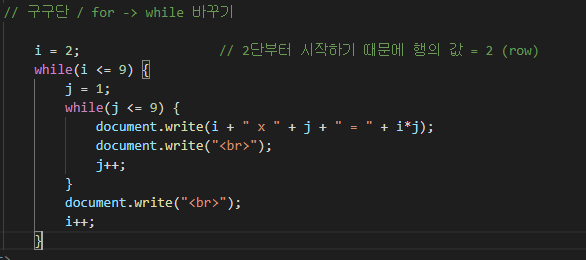 // 구구단 / for -> while 바꾸기
i = 2; // 2단부터 시작하기 때문에 행의 값 = 2 (row)
while(i <= 9) {
j = 1;
while(j <= 9) {
document.write(i + " x " + j + " = " + i*j);
document.write("<br>");
j++;
}
document.write("<br>");
i++;
}